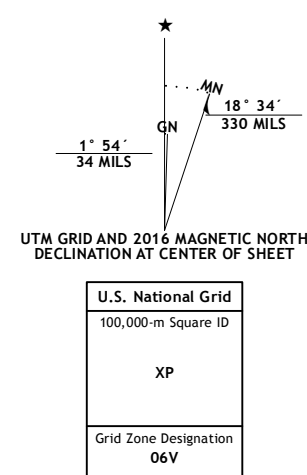 ★
MN
GN
18° 34´
330 MILS
1° 54´
34 MILS
UTM GRID AND 2016 MAGNETIC NORTH
DECLINATION AT CENTER OF SHEET
U.S. National Grid
100,000-m Square ID
XP
Grid Zone Designation
06V